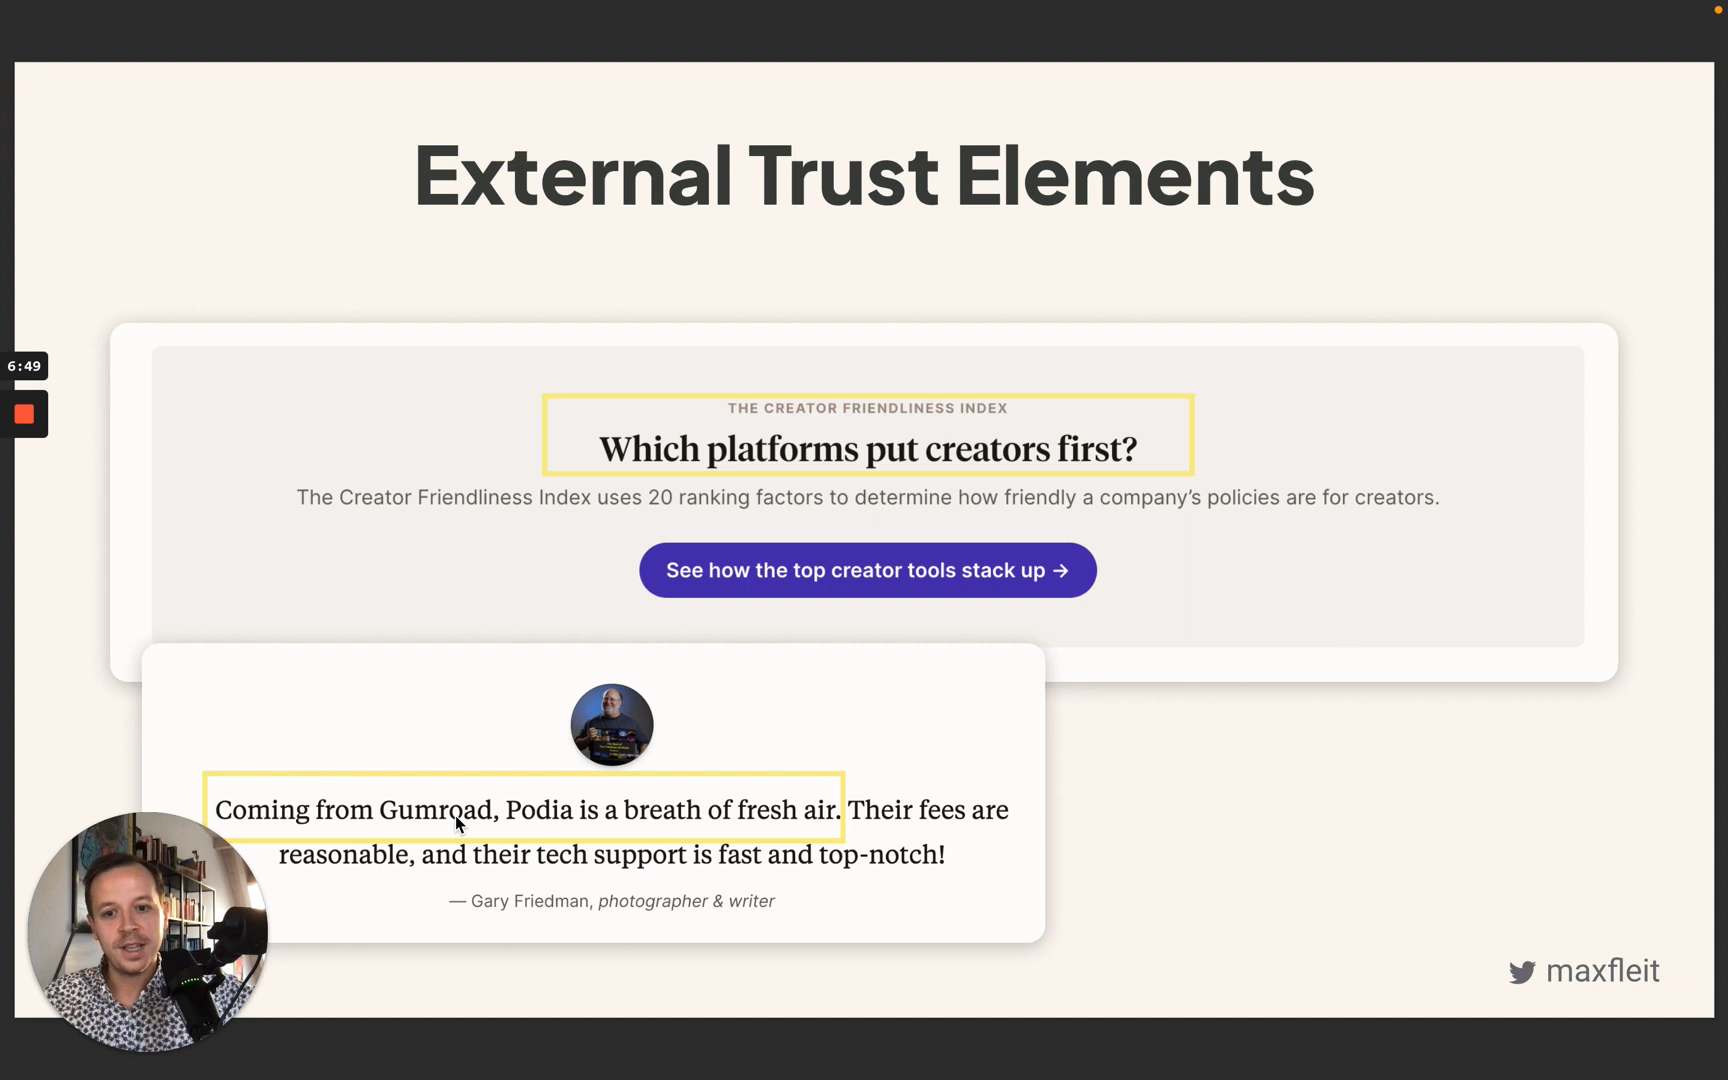 External Trust Elements
6:49
THE CREATOR FRIENDLINESS INDEX
Which platforms put creators first?
The Creator Friendliness Index uses 20 ranking factors to determine how friendly a company’s policies are for creators.
See how the top creator tools stack up →
Coming from Gumroad, Podia is a breath of fresh air. Their fees are
reasonable, and their tech support is fast and top-notch!
— Gary Friedman, photographer & writer
maxfleit